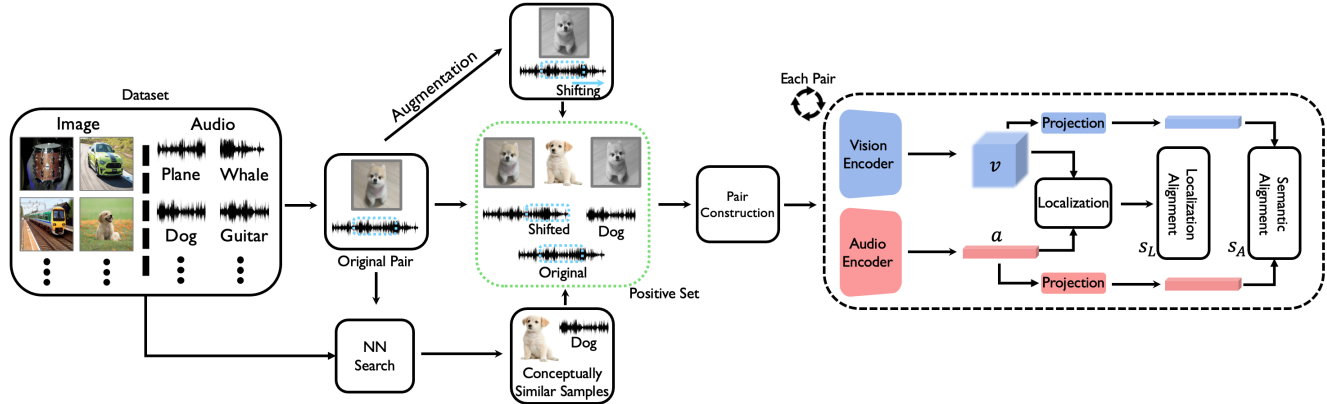 Dataset
Image
Audio
Plane
Whale
Dog
Guitar
Augmentation
Shifting
Original Pair
NN
Search
Shifted
Dog
Original
Positive Set
Dog
Conceptually
Similar Samples
Pair
Construction
Each Pair
Vision
Encoder
Audio
Encoder
v
a
Projection
Localization
Projection
Localization
Alignment
S_L
Semantic
Alignment
S_A